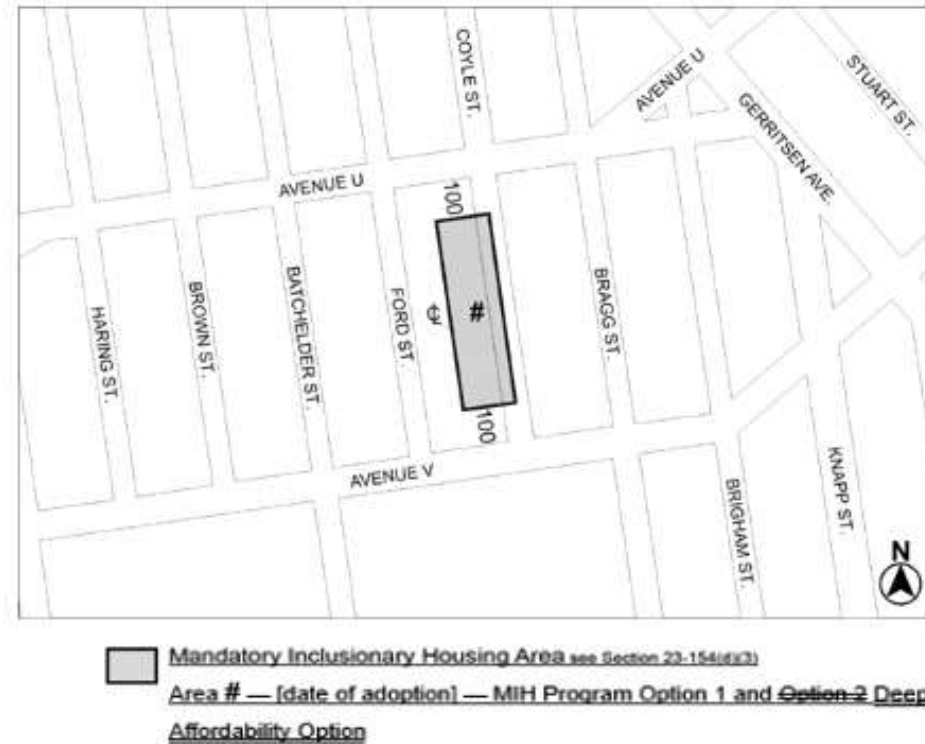 COYLE ST.
AVENUE U
STUART ST.
GERRITSEN AVE.
AVENUE U
100
HARING ST.
BROWN ST.
BATCHELDER ST.
FORD ST.
℄
#
BRAGG ST.
100
AVENUE V
BRIGHAM ST.
KNAPP ST.
N
Mandatory Inclusionary Housing Area see Section 23-154(d)(3)
Area # — [date of adoption] — MIH Program Option 1 and Option 2 Deep
Affordability Option